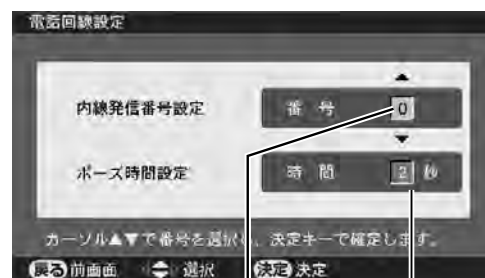 電話回線設定
内線発信番号設定 番号 0
ポーズ時間設定 時間 2 秒
カーソル▲▼で番号を選択し、決定キーで確定します。
戻る 前画面 選択 決定 決定